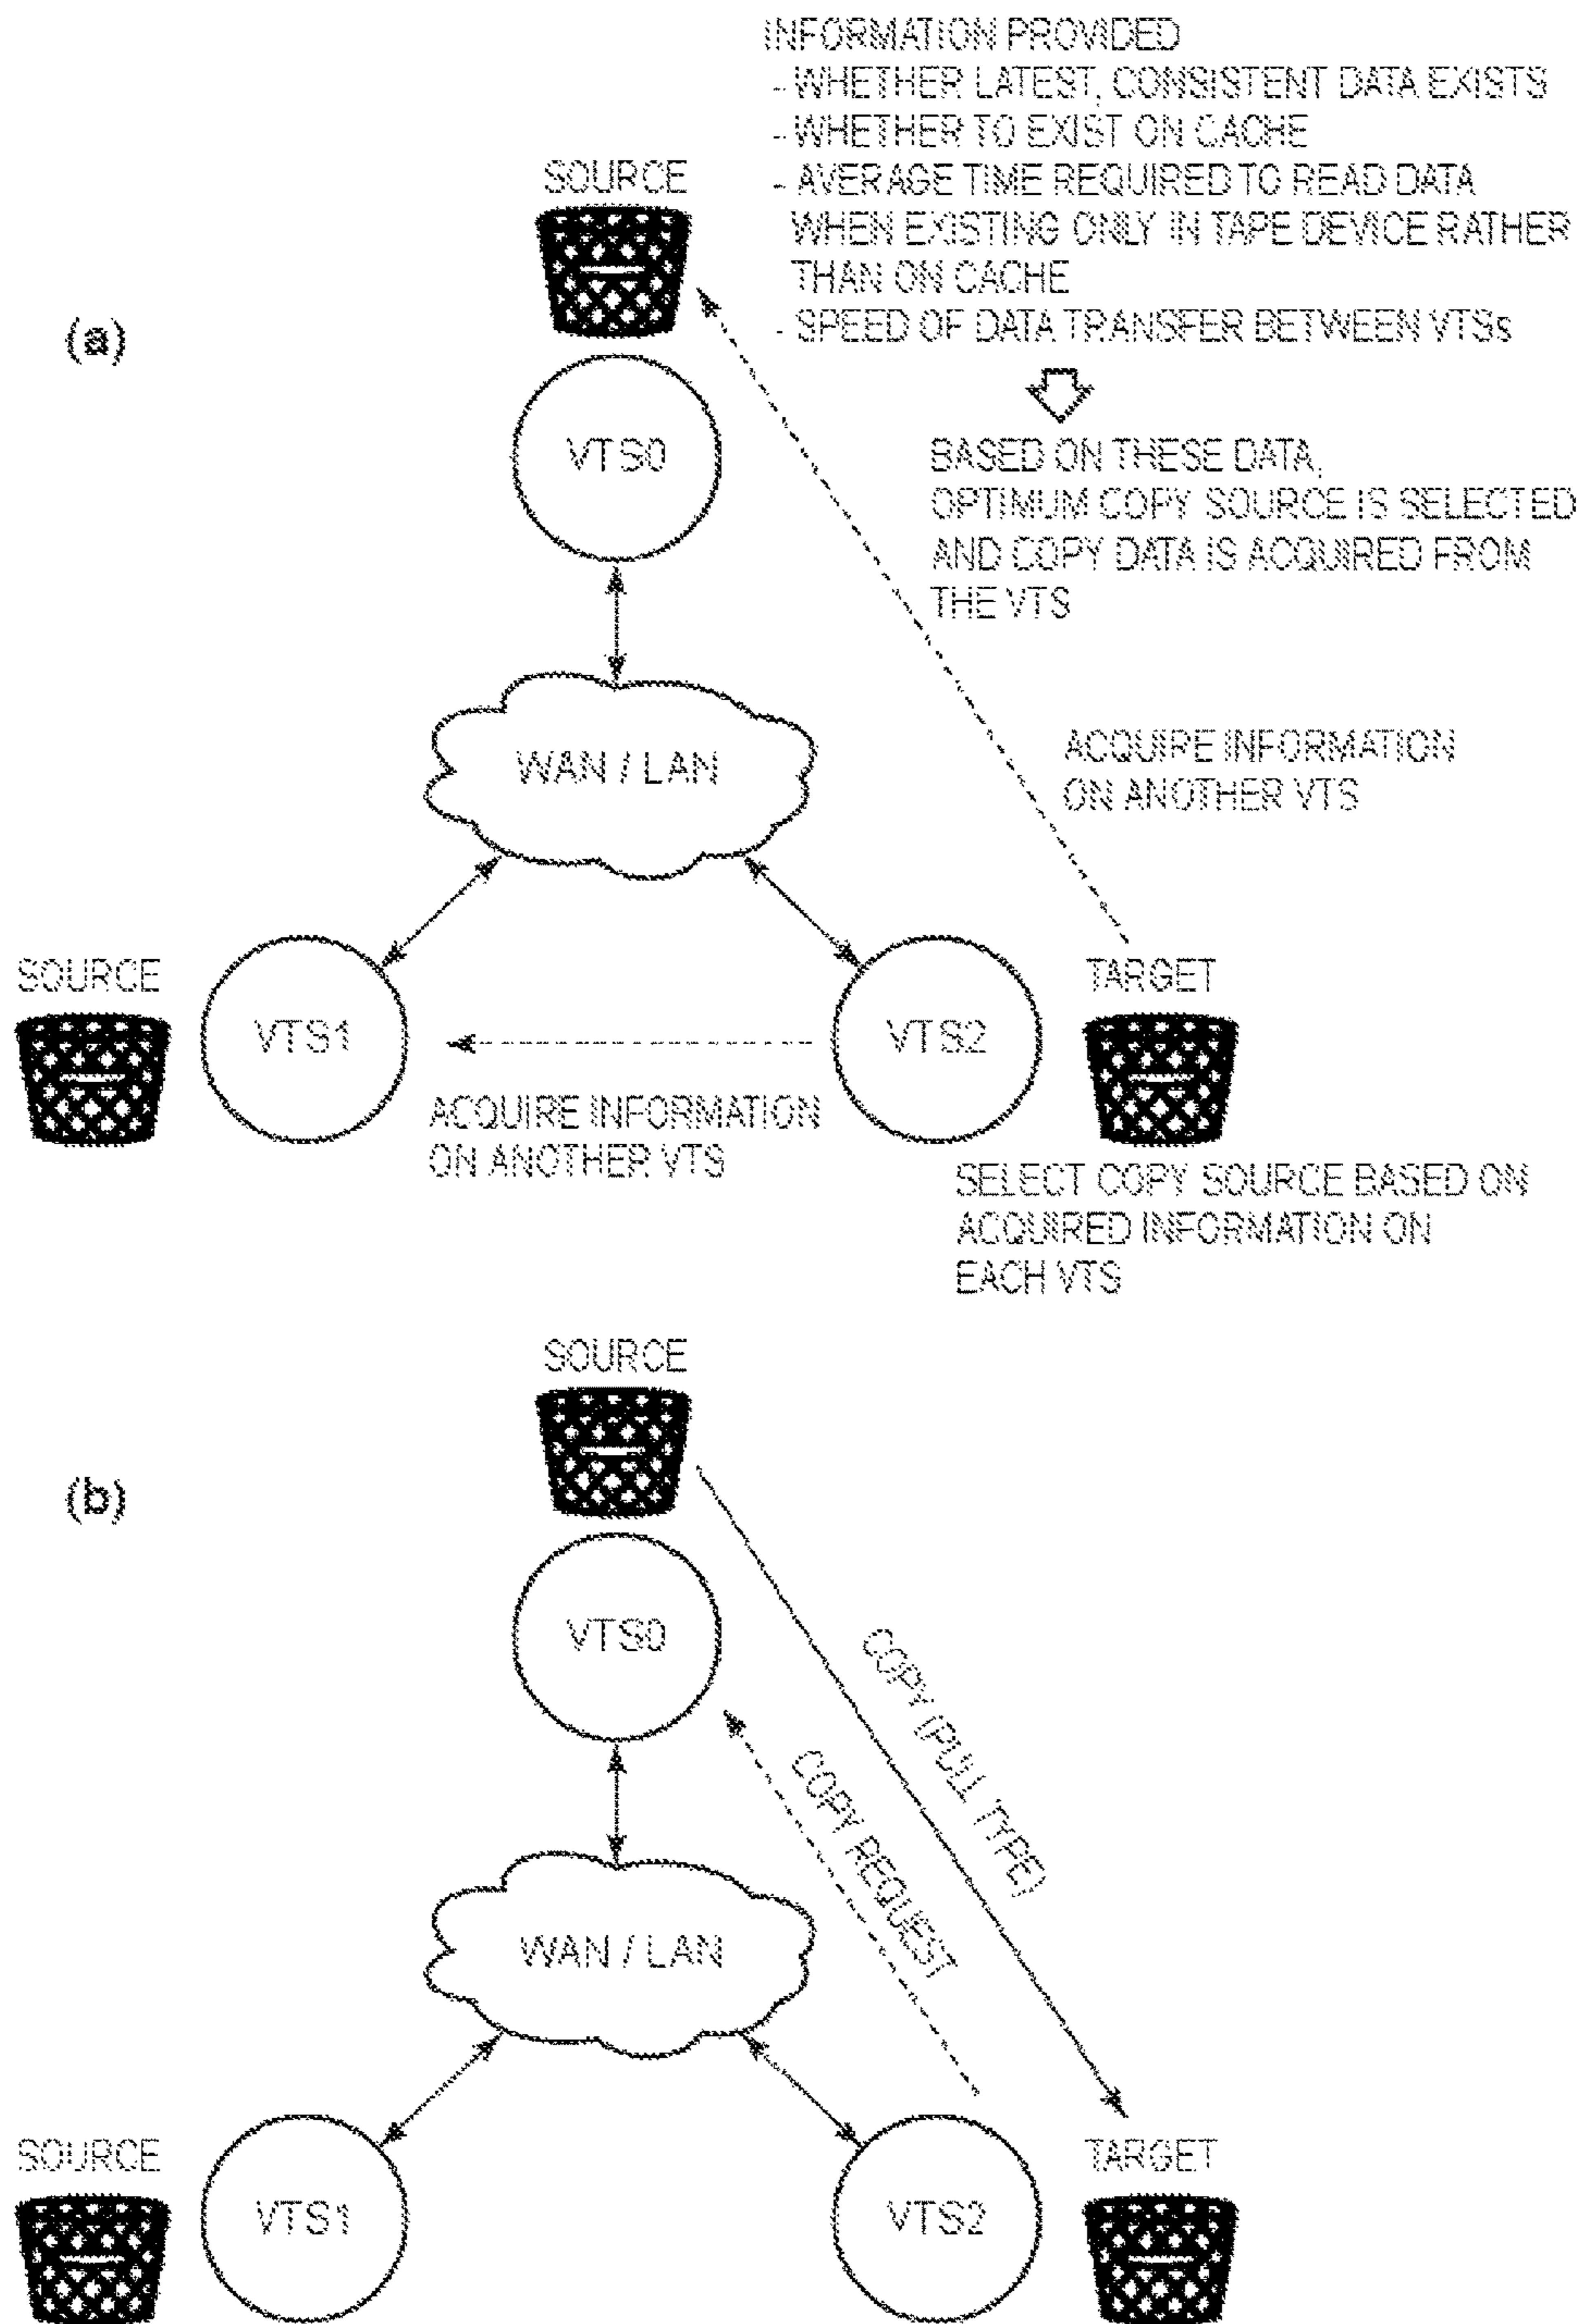 INFORMATION PROVIDED
- WHETHER LATEST, CONSISTENT DATA EXISTS
- WHETHER TO EXIST ON CACHE
- AVERAGE TIME REQUIRED TO READ DATA
WHEN EXISTING ONLY IN TAPE DEVICE RATHER
THAN ON CACHE
- SPEED OF DATA TRANSFER BETWEEN VTSs
SOURCE
(a)
VTS0
BASED ON THESE DATA,
OPTIMUM COPY SOURCE IS SELECTED
AND COPY DATA IS ACQUIRED FROM
THE VTS
WAN / LAN
ACQUIRE INFORMATION
ON ANOTHER VTS
SOURCE
VTS1
VTS2
TARGET
ACQUIRE INFORMATION
ON ANOTHER VTS
SELECT COPY SOURCE BASED ON
ACQUIRED INFORMATION ON
EACH VTS
SOURCE
(b)
VTS0
COPY (PULL TYPE)
COPY REQUEST
WAN / LAN
SOURCE
VTS1
VTS2
TARGET